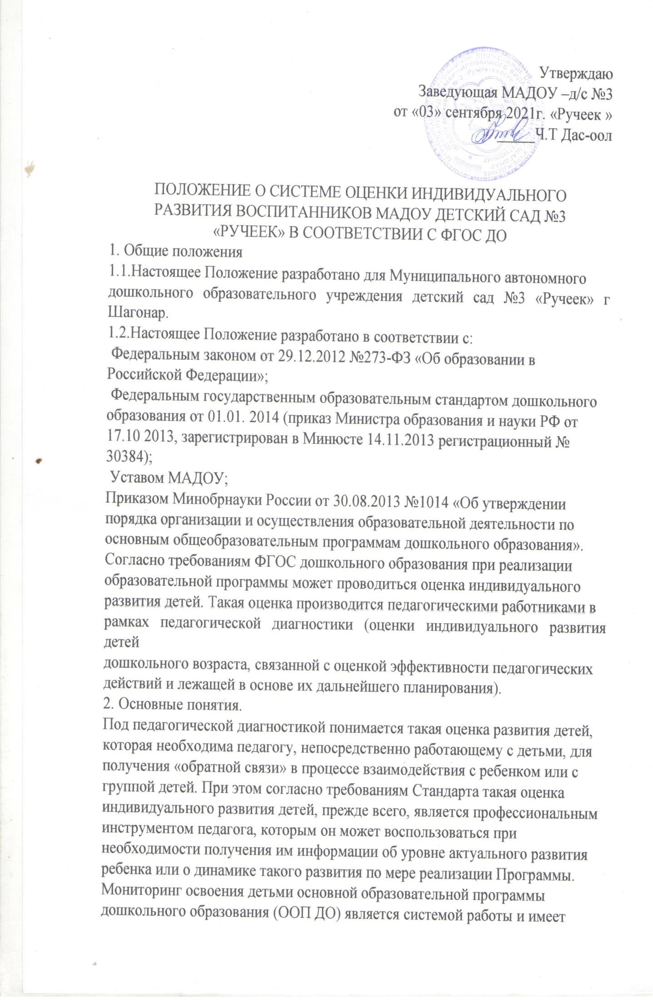 Утверждаю
Заведующая МАДОУ –д/с №3
от «03» сентября 2021г. «Ручеек »
Ч.Т Дас-оол
ПОЛОЖЕНИЕ О СИСТЕМЕ ОЦЕНКИ ИНДИВИДУАЛЬНОГО
РАЗВИТИЯ ВОСПИТАННИКОВ МАДОУ ДЕТСКИЙ САД №3
«РУЧЕЕК» В СООТВЕТСТВИИ С ФГОС ДО
1. Общие положения
1.1.Настоящее Положение разработано для Муниципального автономного
дошкольного образовательного учреждения детский сад №3 «Ручеек» г
Шагонар.
1.2.Настоящее Положение разработано в соответствии с:
Федеральным законом от 29.12.2012 №273-ФЗ «Об образовании в
Российской Федерации»;
Федеральным государственным образовательным стандартом дошкольного
образования от 01.01. 2014 (приказ Министра образования и науки РФ от
17.10 2013, зарегистрирован в Минюсте 14.11.2013 регистрационный №
30384);
Уставом МАДОУ;
Приказом Минобрнауки России от 30.08.2013 №1014 «Об утверждении
порядка организации и осуществления образовательной деятельности по
основным общеобразовательным программам дошкольного образования».
Согласно требованиям ФГОС дошкольного образования при реализации
образовательной программы может проводиться оценка индивидуального
развития детей. Такая оценка производится педагогическими работниками в
рамках педагогической диагностики (оценки индивидуального развития
детей
дошкольного возраста, связанной с оценкой эффективности педагогических
действий и лежащей в основе их дальнейшего планирования).
2. Основные понятия.
Под педагогической диагностикой понимается такая оценка развития детей,
которая необходима педагогу, непосредственно работающему с детьми, для
получения «обратной связи» в процессе взаимодействия с ребенком или с
группой детей. При этом согласно требованиям Стандарта такая оценка
индивидуального развития детей, прежде всего, является профессиональным
инструментом педагога, которым он может воспользоваться при
необходимости получения им информации об уровне актуального развития
ребенка или о динамике такого развития по мере реализации Программы.
Мониторинг освоения детьми основной образовательной программы
дошкольного образования (ООП ДО) является системой работы и имеет